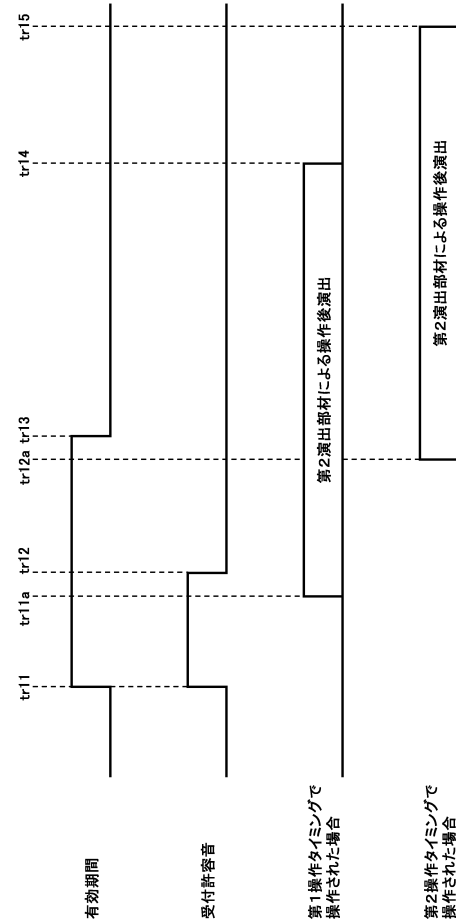 tr11
tr11a
tr12
tr12a
tr13
tr14
tr15
有効期間
受付許容音
第1操作タイミングで
操作された場合
第2演出部材による操作後演出
第2操作タイミングで
操作された場合
第2演出部材による操作後演出